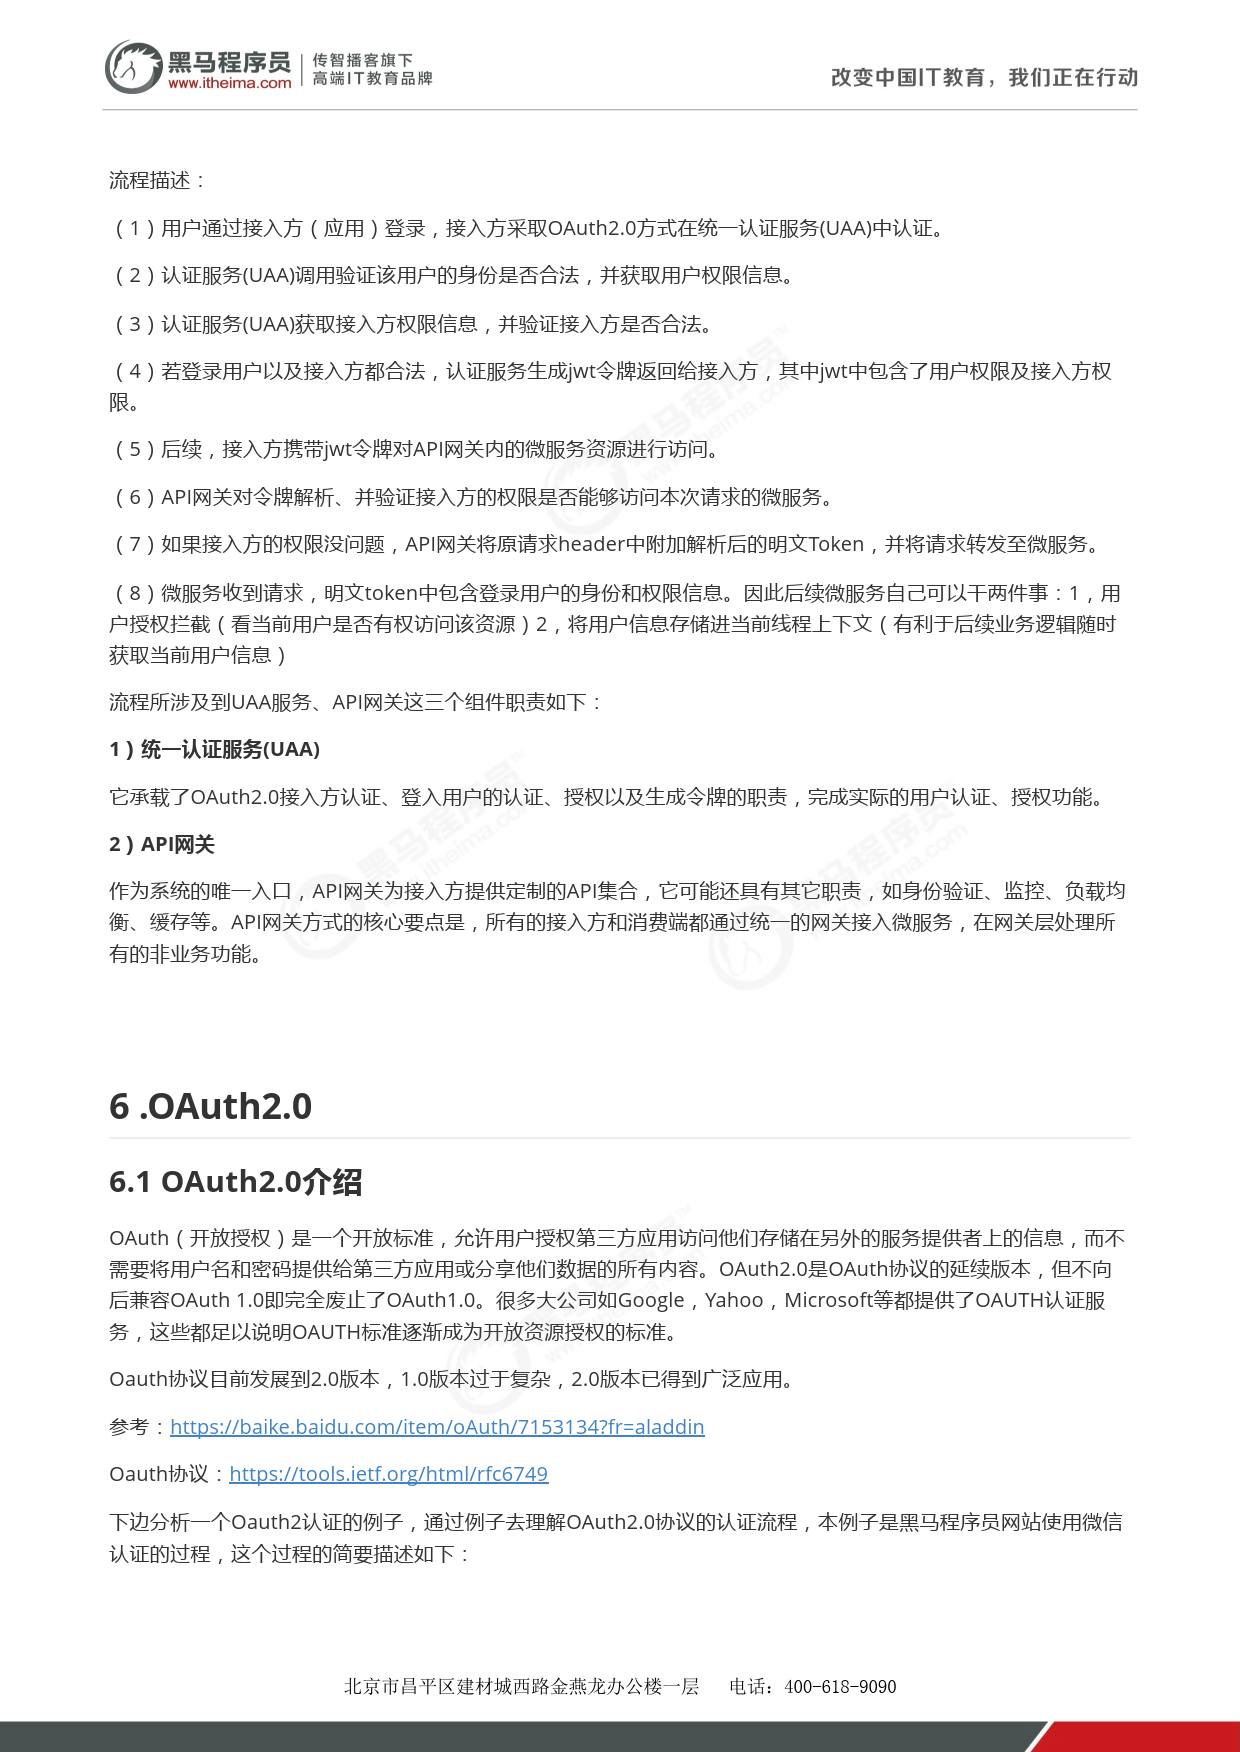 黑马程序员
www.itheima.com
传智播客旗下
高端IT教育品牌
改变中国IT教育，我们正在行动
流程描述：
（1）用户通过接入方（应用）登录，接入方采取OAuth2.0方式在统一认证服务(UAA)中认证。
（2）认证服务(UAA)调用验证该用户的身份是否合法，并获取用户权限信息。
（3）认证服务(UAA)获取接入方权限信息，并验证接入方是否合法。
（4）若登录用户以及接入方都合法，认证服务生成jwt令牌返回给接入方，其中jwt中包含了用户权限及接入方权
限。
（5）后续，接入方携带jwt令牌对API网关内的微服务资源进行访问。
（6）API网关对令牌解析、并验证接入方的权限是否能够访问本次请求的微服务。
（7）如果接入方的权限没问题，API网关将原请求header中附加解析后的明文Token，并将请求转发至微服务。
（8）微服务收到请求，明文token中包含登录用户的身份和权限信息。因此后续微服务自己可以干两件事：1，用
户授权拦截（看当前用户是否有权访问该资源）2，将用户信息存储进当前线程上下文（有利于后续业务逻辑随时
获取当前用户信息）
流程所涉及到UAA服务、API网关这三个组件职责如下：
1）统一认证服务(UAA)
它承载了OAuth2.0接入方认证、登入用户的认证、授权以及生成令牌的职责，完成实际的用户认证、授权功能。
2）API网关
作为系统的唯一入口，API网关为接入方提供定制的API集合，它可能还具有其它职责，如身份验证、监控、负载均
衡、缓存等。API网关方式的核心要点是，所有的接入方和消费端都通过统一的网关接入微服务，在网关层处理所
有的非业务功能。
6 .OAuth2.0
6.1 OAuth2.0介绍
OAuth（开放授权）是一个开放标准，允许用户授权第三方应用访问他们存储在另外的服务提供者上的信息，而不
需要将用户名和密码提供给第三方应用或分享他们数据的所有内容。OAuth2.0是OAuth协议的延续版本，但不向
后兼容OAuth 1.0即完全废止了OAuth1.0。很多大公司如Google，Yahoo，Microsoft等都提供了OAUTH认证服
务，这些都足以说明OAUTH标准逐渐成为开放资源授权的标准。
Oauth协议目前发展到2.0版本，1.0版本过于复杂，2.0版本已得到广泛应用。
参考：https://baike.baidu.com/item/oAuth/7153134?fr=aladdin
Oauth协议：https://tools.ietf.org/html/rfc6749
下边分析一个Oauth2认证的例子，通过例子去理解OAuth2.0协议的认证流程，本例子是黑马程序员网站使用微信
认证的过程，这个过程的简要描述如下：
北京市昌平区建材城西路金燕龙办公楼一层 电话：400-618-9090